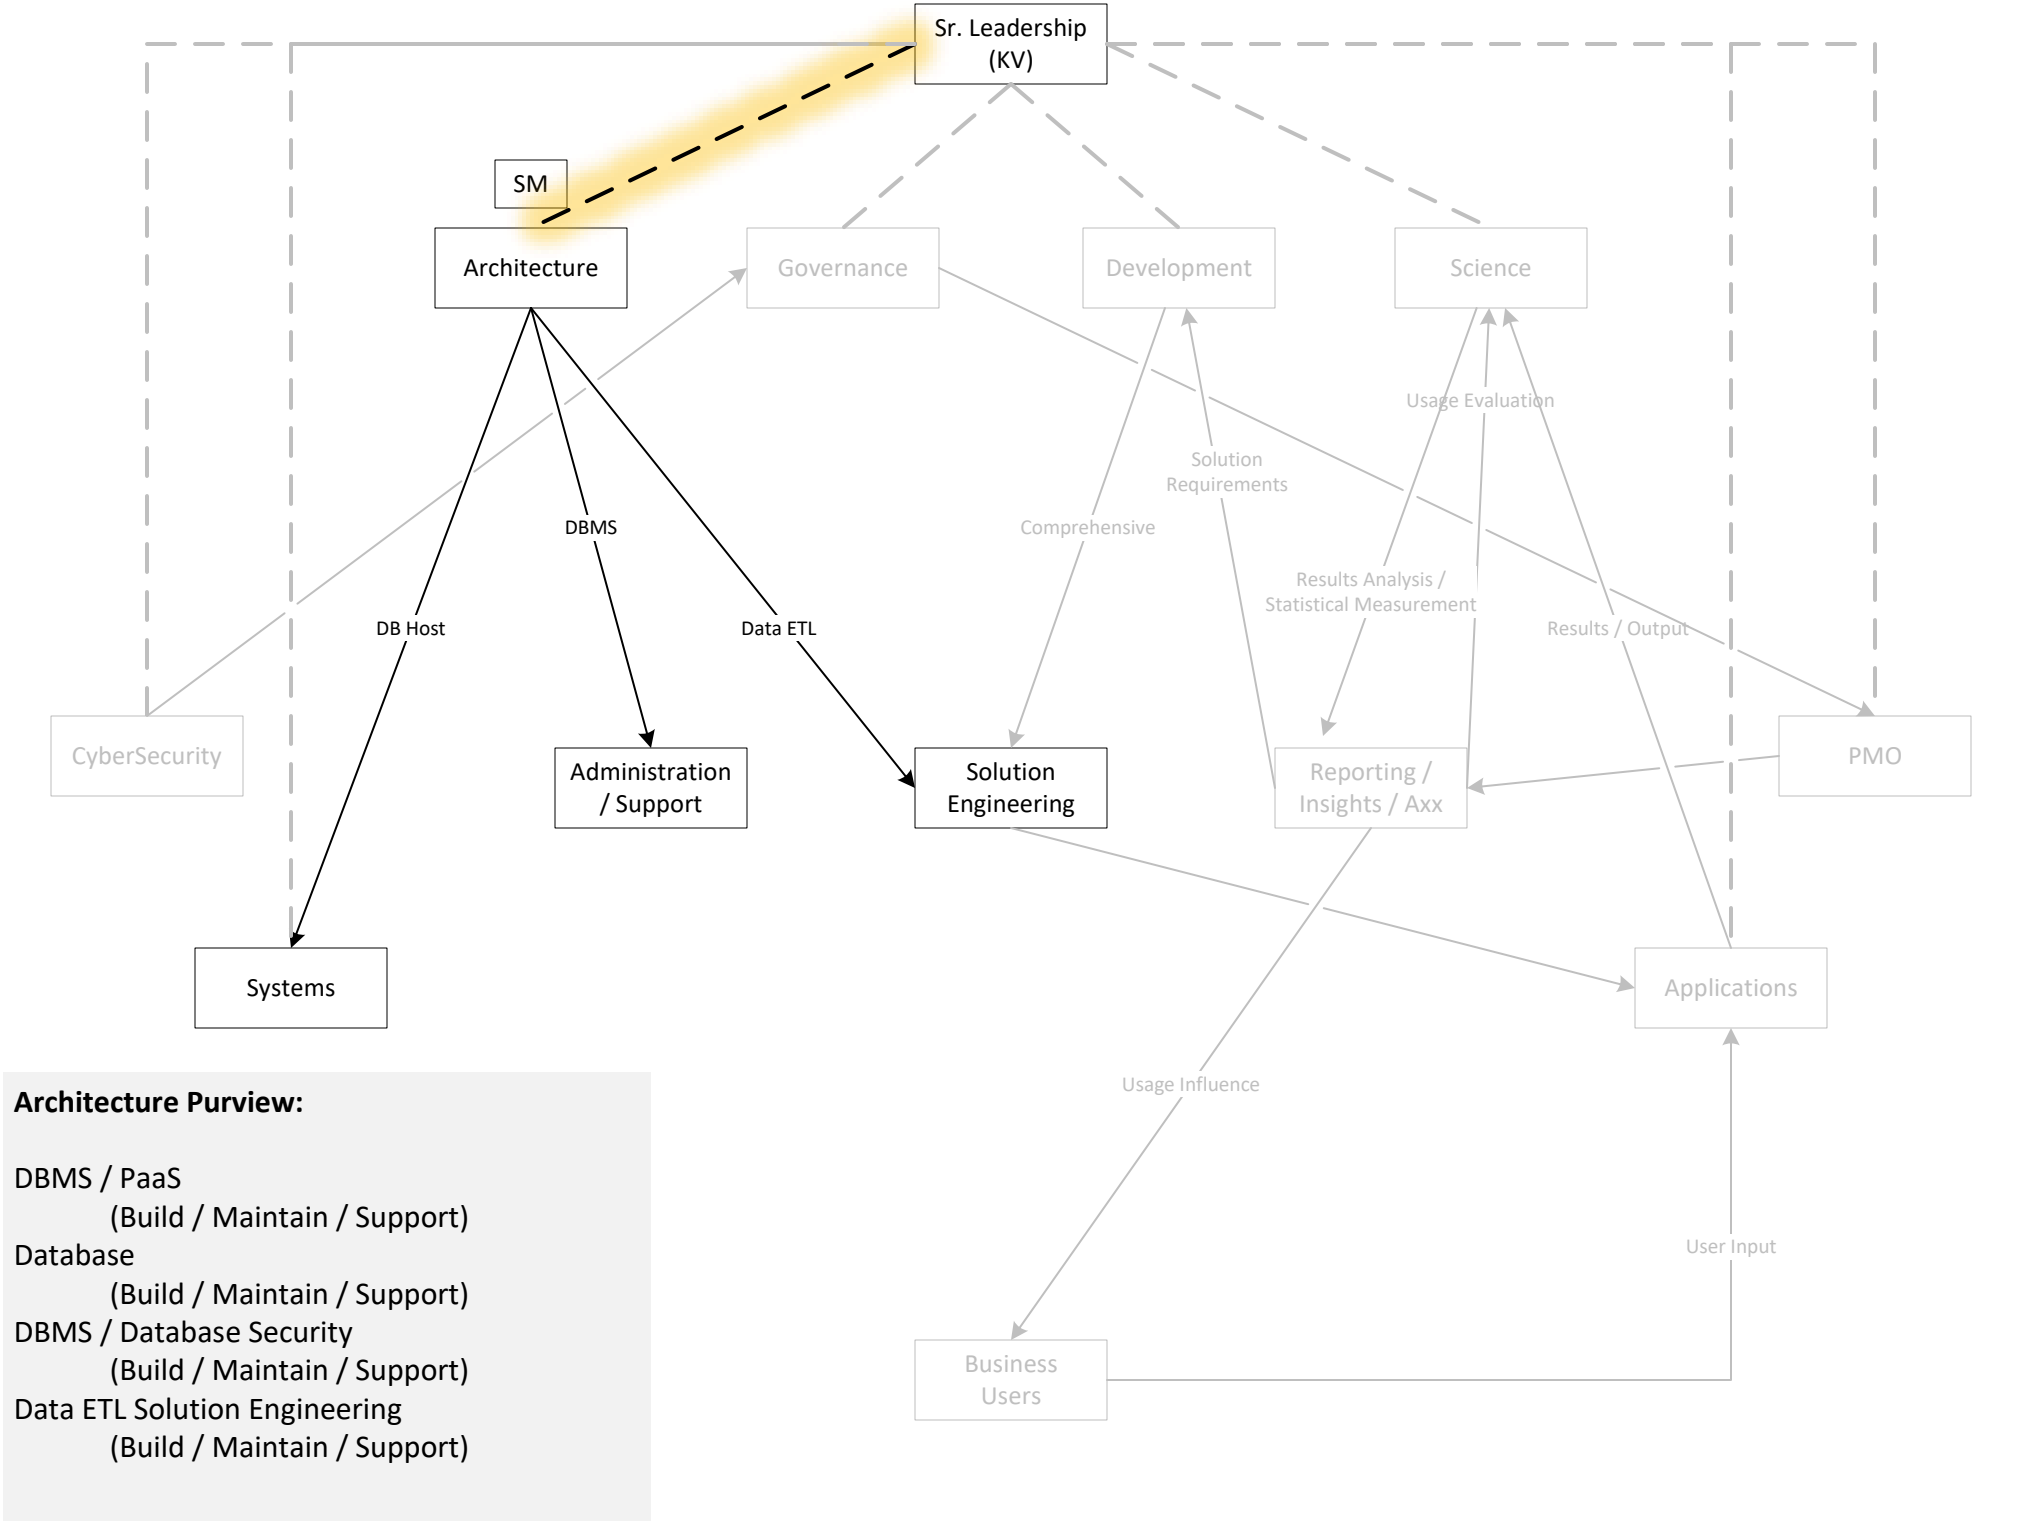 Sr. Leadership
(KV)
SM
Architecture
Governance
Development
Science
Usage Evaluation
Solution
Requirements
DBMS
Comprehensive
Results Analysis /
Statistical Measurement
DB Host
Data ETL
Results / Output
CyberSecurity
Administration
/ Support
Solution
Engineering
Reporting /
Insights / Axx
PMO
Systems
Applications
Usage Influence
User Input
Business
Users
Architecture Purview:
DBMS / PaaS
(Build / Maintain / Support)
Database
(Build / Maintain / Support)
DBMS / Database Security
(Build / Maintain / Support)
Data ETL Solution Engineering
(Build / Maintain / Support)